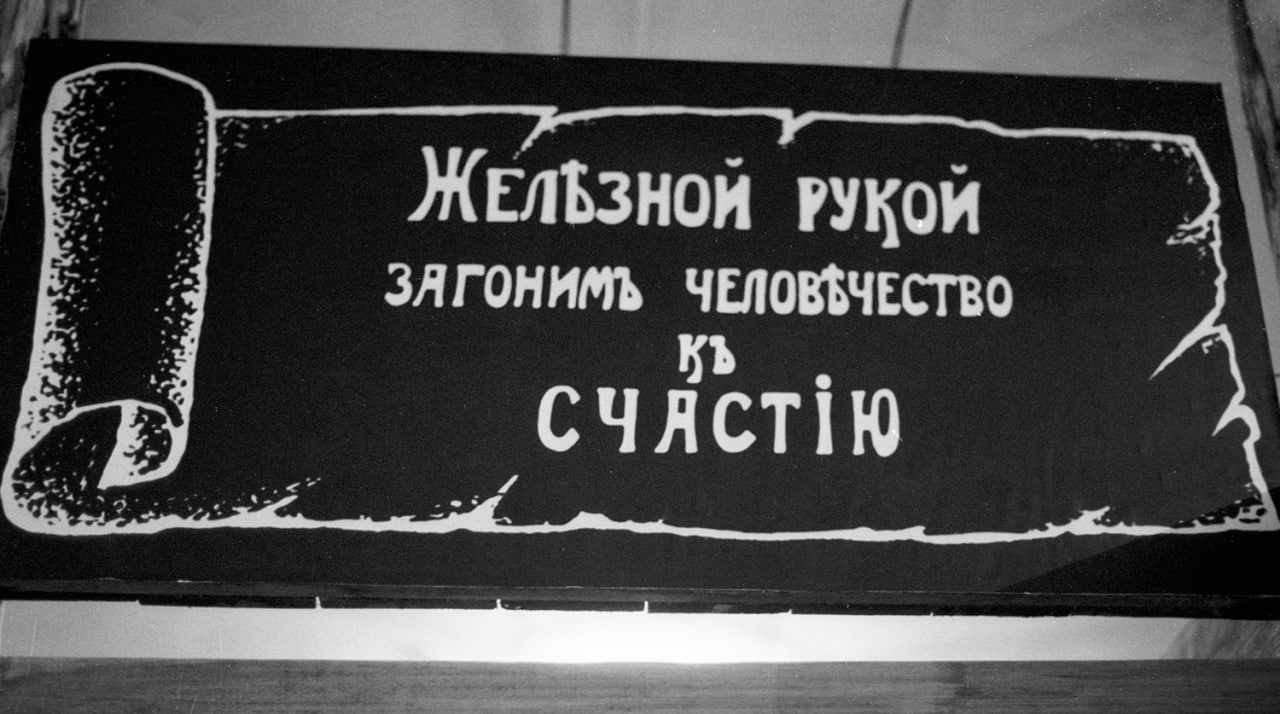 Желѣзной рукой
загонимъ человѣчество
къ
счастію